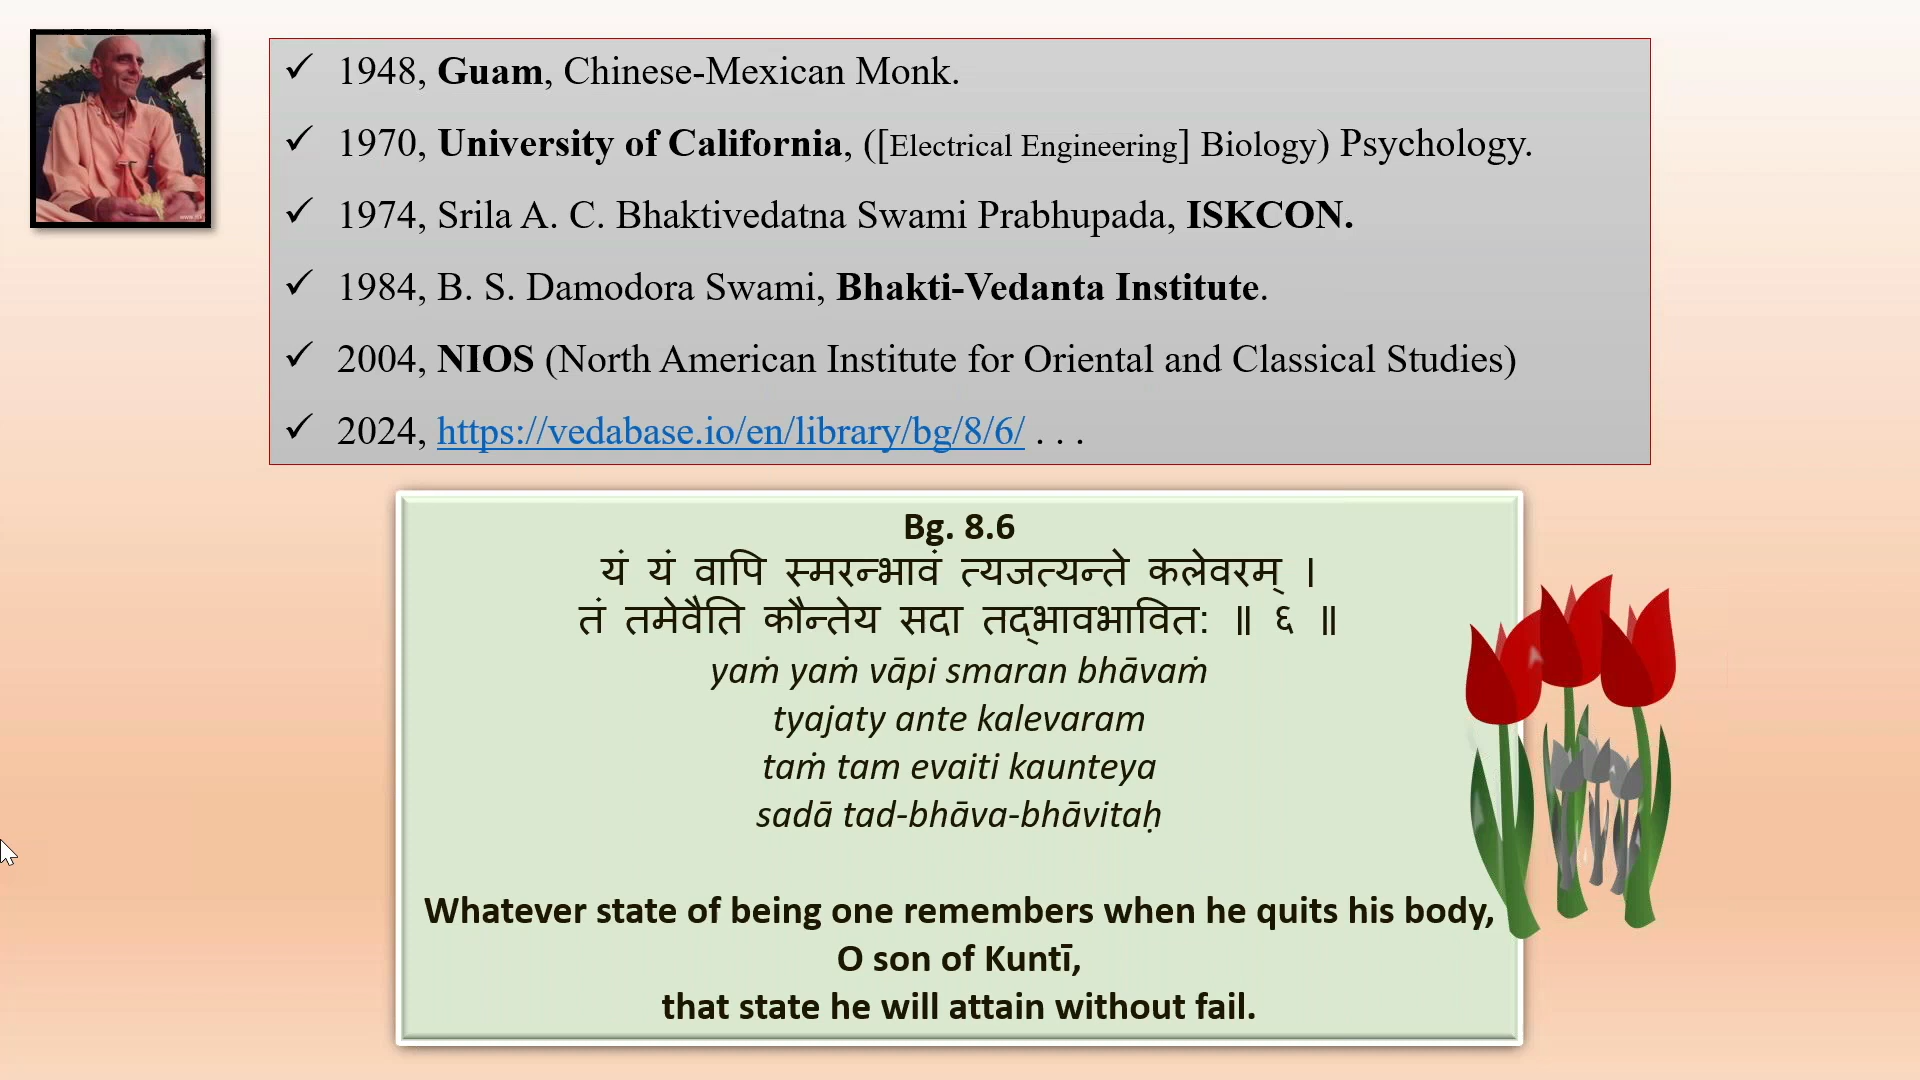 ✓ 1948, Guam, Chinese-Mexican Monk.
✓ 1970, University of California, ([Electrical Engineering] Biology) Psychology.
✓ 1974, Srila A. C. Bhaktivedatna Swami Prabhupada, ISKCON.
✓ 1984, B. S. Damodora Swami, Bhakti-Vedanta Institute.
✓ 2004, NIOS (North American Institute for Oriental and Classical Studies)
✓ 2024, https://vedabase.io/en/library/bg/8/6/ . . .
Bg. 8.6
यं यं वापि स्मरन्भावं त्यजत्यन्ते कलेवरम् ।
तं तमेवैति कौन्तेय सदा तद्भावभावित: ॥ ६ ॥
yaṁ yaṁ vāpi smaran bhāvaṁ
tyajaty ante kalevaram
taṁ tam evaiti kaunteya
sadā tad-bhāva-bhāvitaḥ
Whatever state of being one remembers when he quits his body,
O son of Kuntī,
that state he will attain without fail.